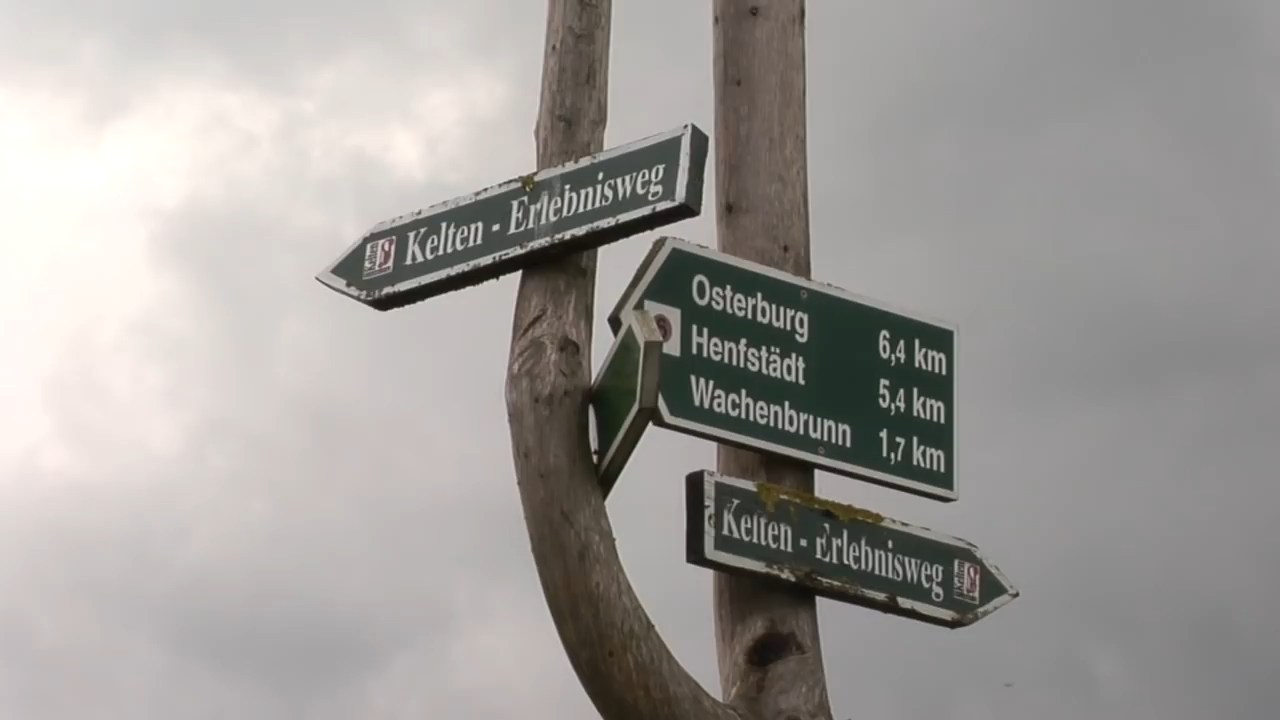 Kelten - Erlebnisweg
Osterburg 6,4 km
Henfstädt 5,4 km
Wachenbrunn 1,7 km
Kelten - Erlebnisweg